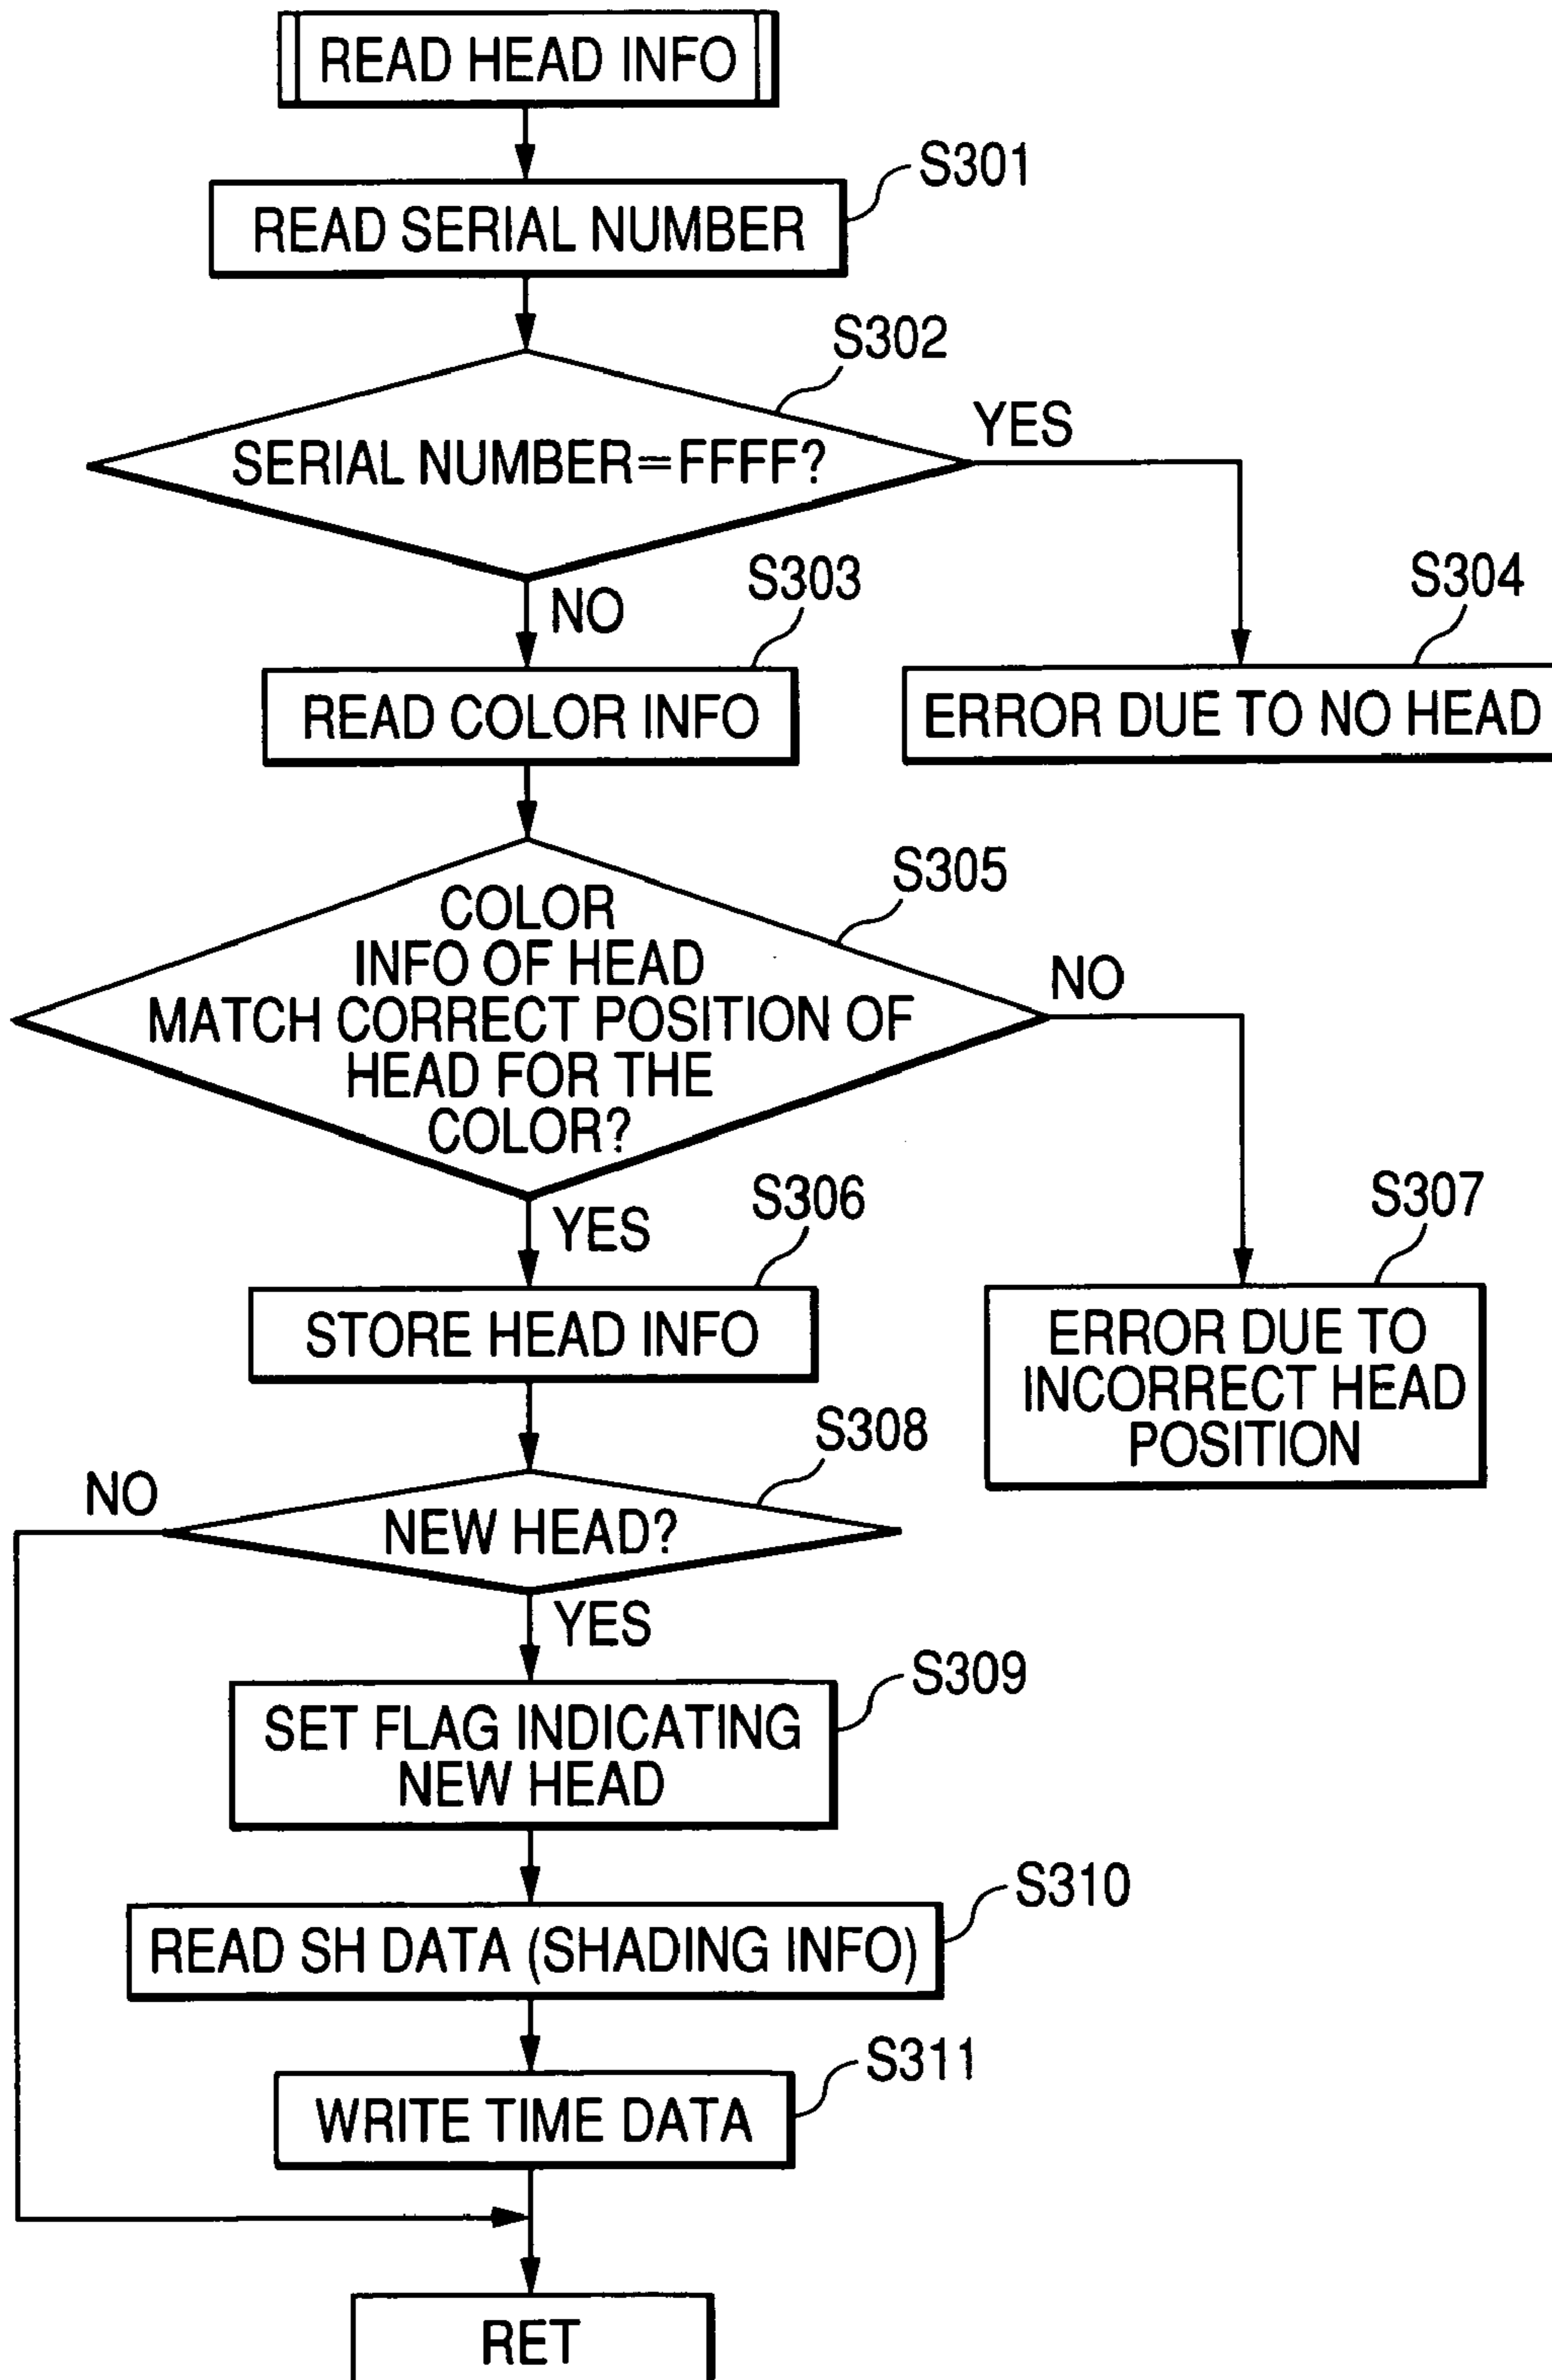 READ HEAD INFO
S301
READ SERIAL NUMBER
S302
SERIAL NUMBER=FFFF?
YES
NO
S303
S304
READ COLOR INFO
ERROR DUE TO NO HEAD
S305
COLOR
INFO OF HEAD
MATCH CORRECT POSITION OF
HEAD FOR THE
COLOR?
NO
YES
S306
S307
STORE HEAD INFO
ERROR DUE TO
INCORRECT HEAD
POSITION
S308
NO
NEW HEAD?
YES
S309
SET FLAG INDICATING
NEW HEAD
S310
READ SH DATA (SHADING INFO)
S311
WRITE TIME DATA
RET